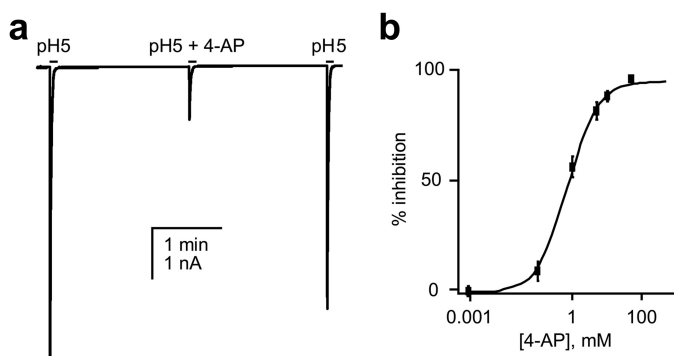 a
pH5
pH5 + 4-AP
pH5
1 min
1 nA
b
100
50
0
% inhibition
0.001
1
100
[4-AP], mM